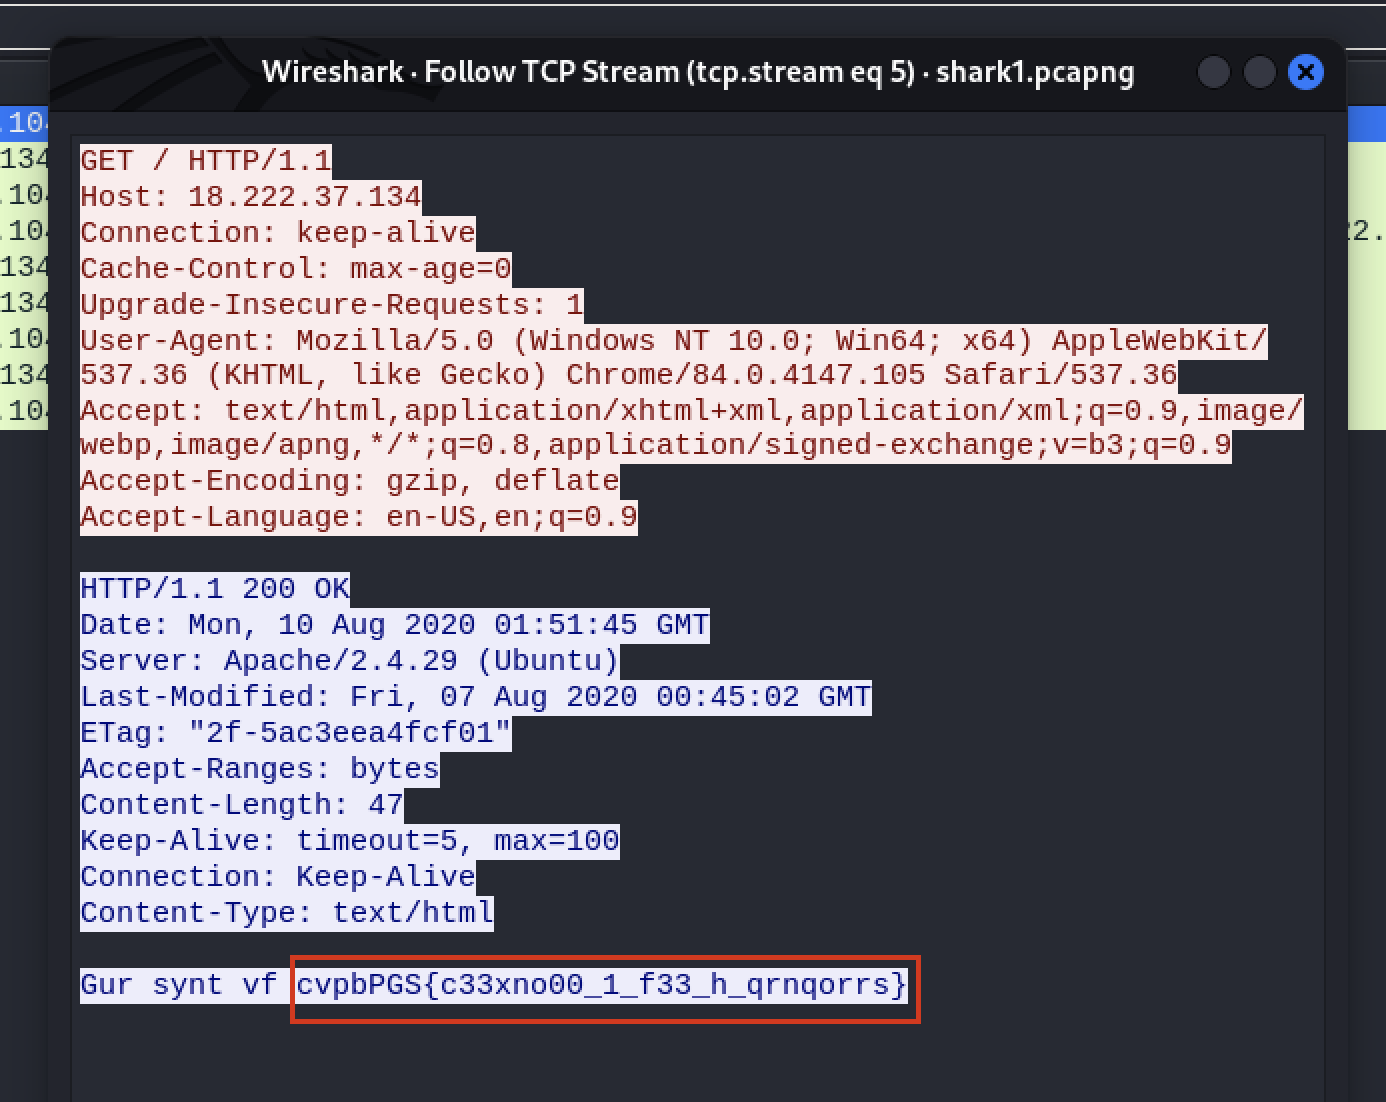 Wireshark · Follow TCP Stream (tcp.stream eq 5) · shark1.pcapng
.104
134
.104
.104
134
134
.104
134
.104
22.
GET / HTTP/1.1
Host: 18.222.37.134
Connection: keep-alive
Cache-Control: max-age=0
Upgrade-Insecure-Requests: 1
User-Agent: Mozilla/5.0 (Windows NT 10.0; Win64; x64) AppleWebKit/
537.36 (KHTML, like Gecko) Chrome/84.0.4147.105 Safari/537.36
Accept: text/html,application/xhtml+xml,application/xml;q=0.9,image/
webp,image/apng,*/*;q=0.8,application/signed-exchange;v=b3;q=0.9
Accept-Encoding: gzip, deflate
Accept-Language: en-US,en;q=0.9
HTTP/1.1 200 OK
Date: Mon, 10 Aug 2020 01:51:45 GMT
Server: Apache/2.4.29 (Ubuntu)
Last-Modified: Fri, 07 Aug 2020 00:45:02 GMT
ETag: "2f-5ac3eea4fcf01"
Accept-Ranges: bytes
Content-Length: 47
Keep-Alive: timeout=5, max=100
Connection: Keep-Alive
Content-Type: text/html
Gur synt vf cvpbPGS{c33xno00_1_f33_h_qrnqorrs}